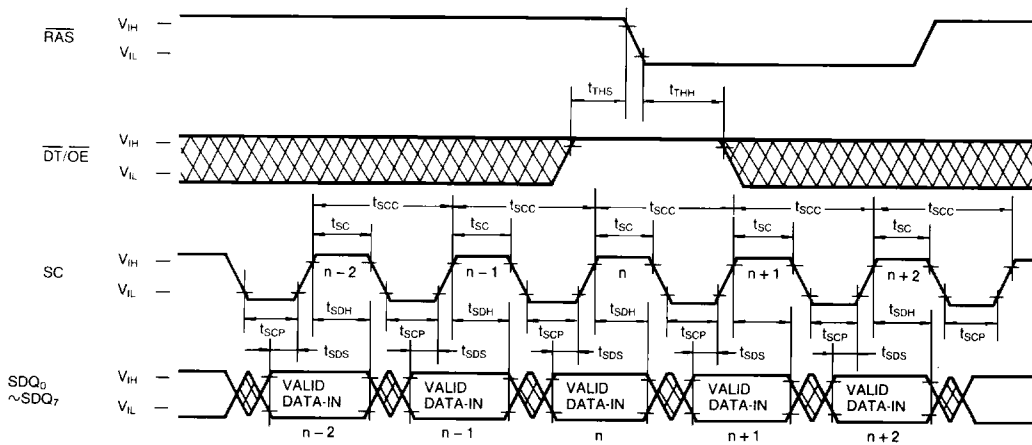 RAS VIH
VIL
tTHS tTHH
DT/OE VIH
VIL
tSCC tSCC tSCC tSCC tSCC
tSC tSC tSC tSC tSC
SC VIH n-2 n-1 n n+1 n+2
VIL
tSDH tSDH tSDH tSDH
tSCP tSCP tSCP tSCP tSCP
tSDS tSDS tSDS tSDS tSDS
SDQ0
~SDQ7
VIH VALID VALID VALID VALID VALID
VIL DATA-IN DATA-IN DATA-IN DATA-IN DATA-IN
n-2 n-1 n n+1 n+2